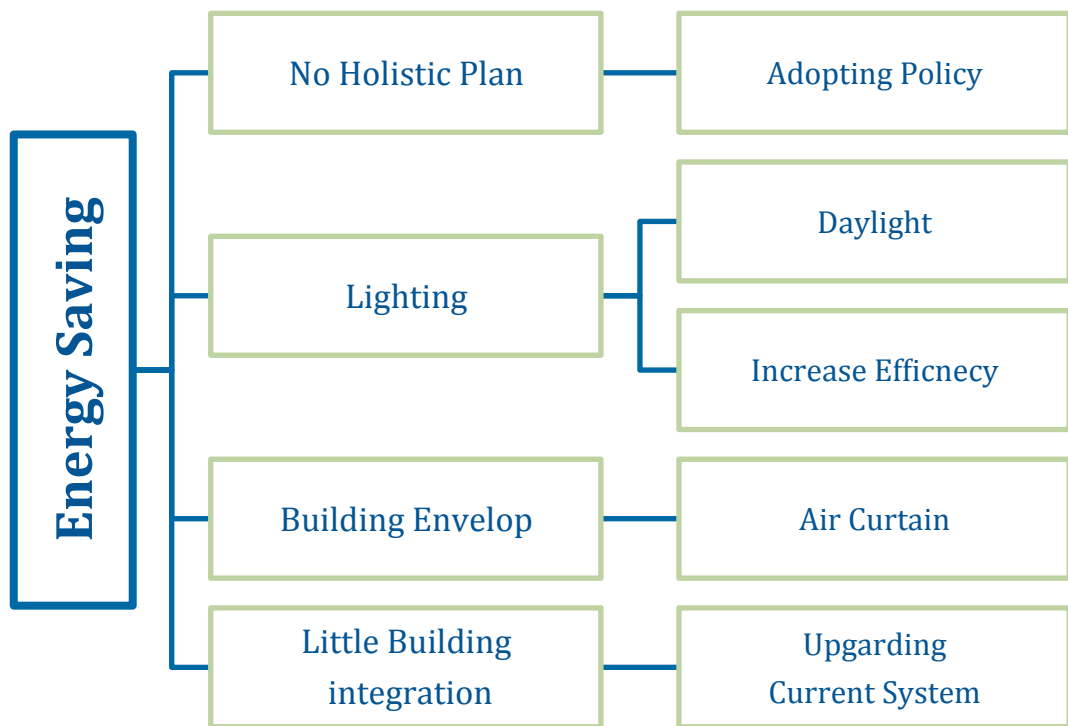 Energy Saving
No Holistic Plan
Adopting Policy
Lighting
Daylight
Increase Efficnecy
Building Envelop
Air Curtain
Little Building
integration
Upgarding
Current System